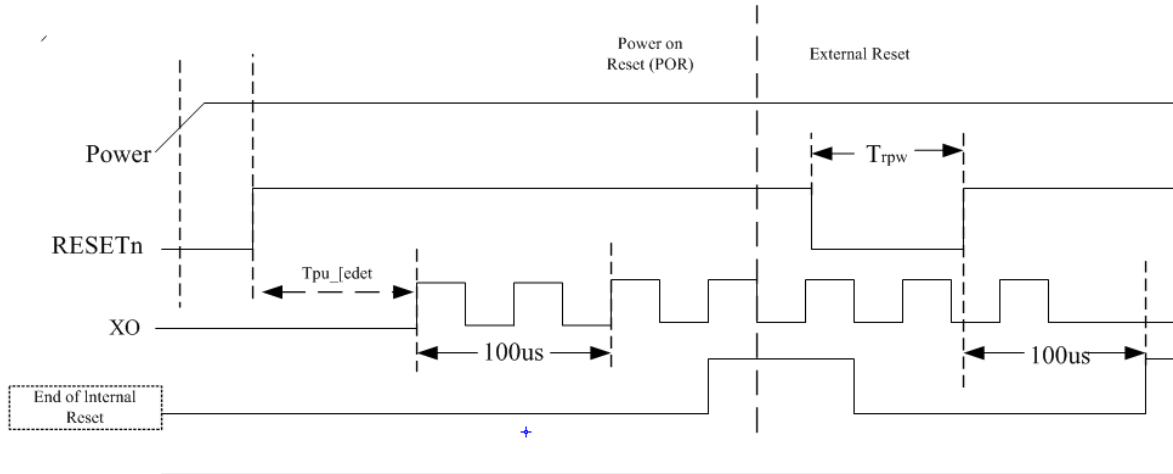 Power on
Reset (POR)
External Reset
Power
Trpw
RESETn
Tpu_[edet
XO
100us
100us
End of Internal
Reset